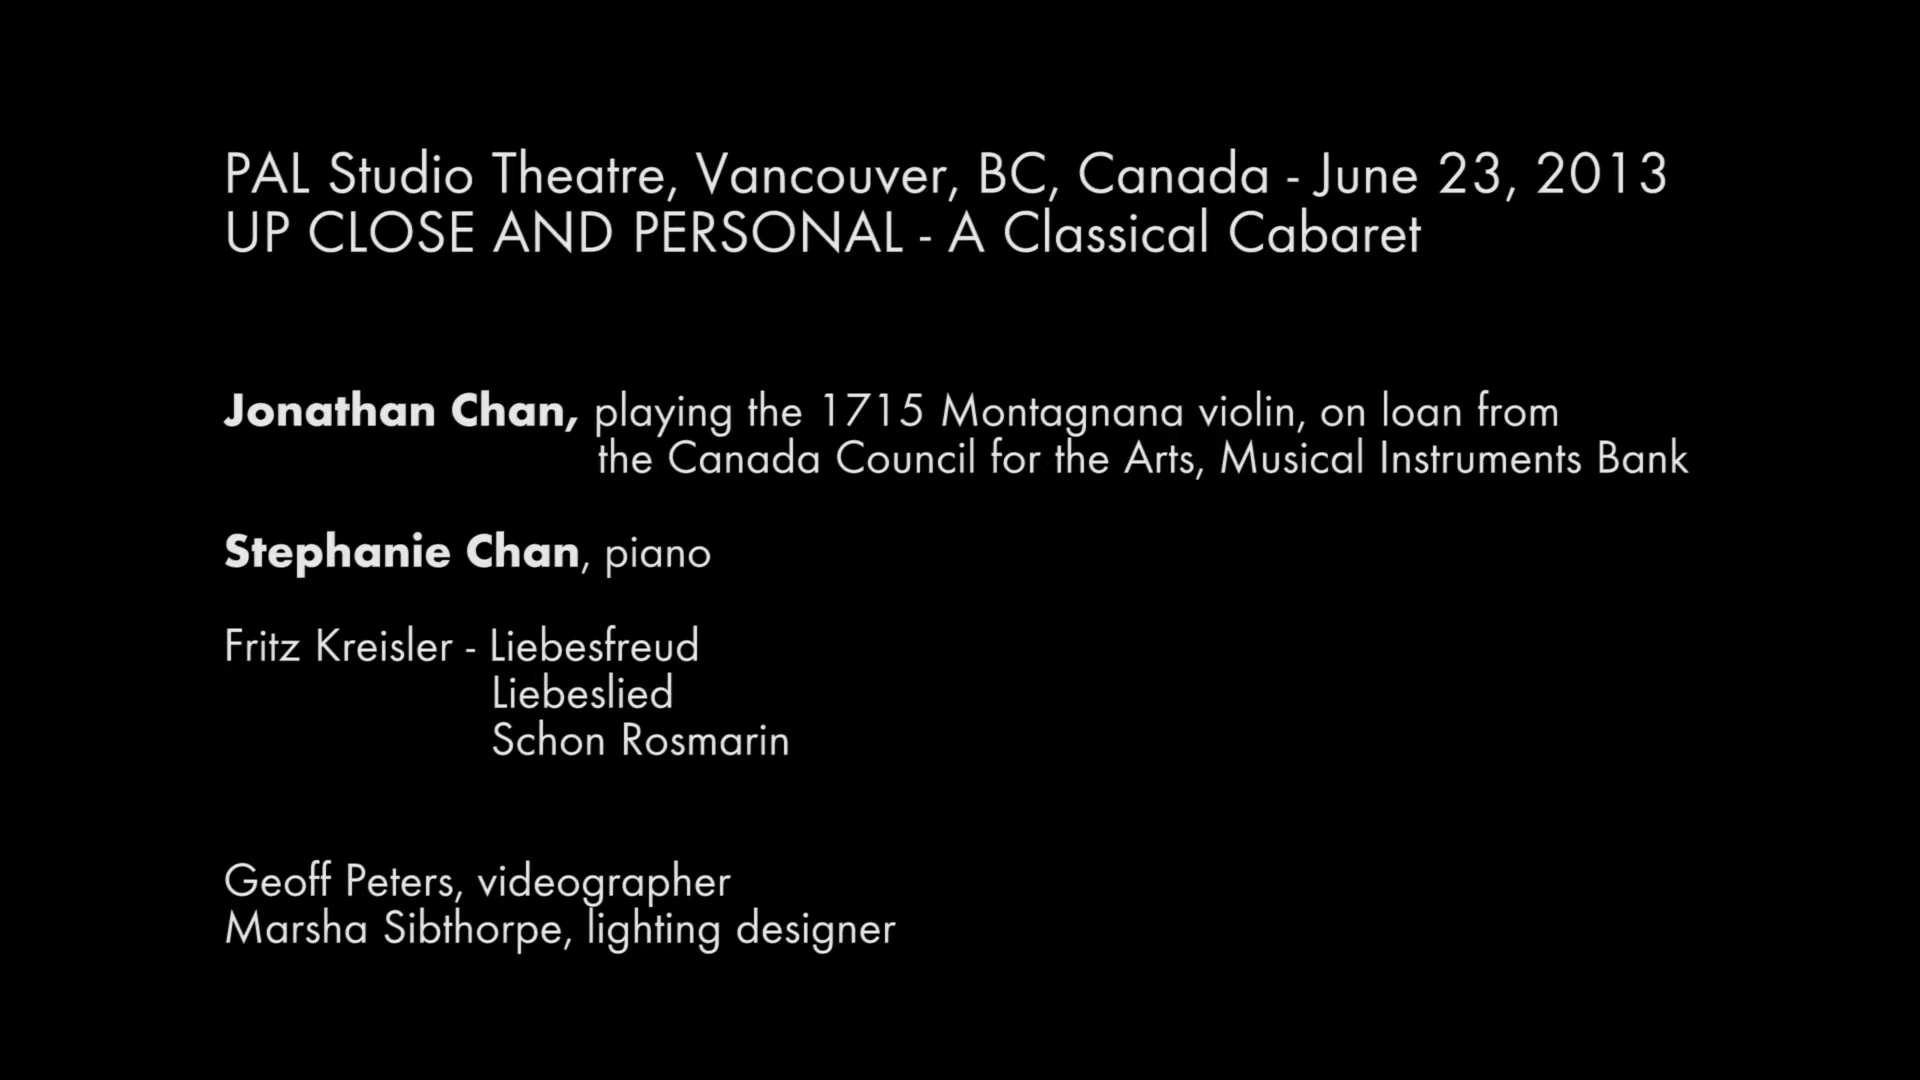 PAL Studio Theatre, Vancouver, BC, Canada - June 23, 2013
UP CLOSE AND PERSONAL - A Classical Cabaret
Jonathan Chan, playing the 1715 Montagnana violin, on loan from
the Canada Council for the Arts, Musical Instruments Bank
Stephanie Chan, piano
Fritz Kreisler - Liebesfreud
Liebeslied
Schon Rosmarin
Geoff Peters, videographer
Marsha Sibthorpe, lighting designer